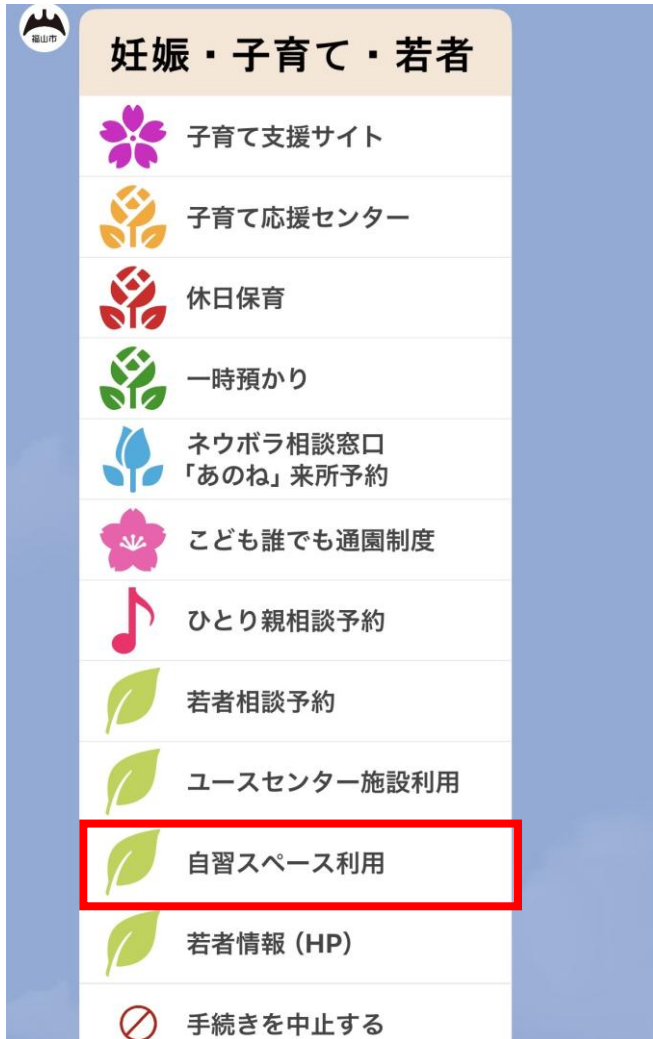 福山市
妊娠・子育て・若者
子育て支援サイト
子育て応援センター
休日保育
一時預かり
ネウボラ相談窓口
「あのね」来所予約
こども誰でも通園制度
ひとり親相談予約
若者相談予約
ユースセンター施設利用
自習スペース利用
若者情報（HP）
手続きを中止する